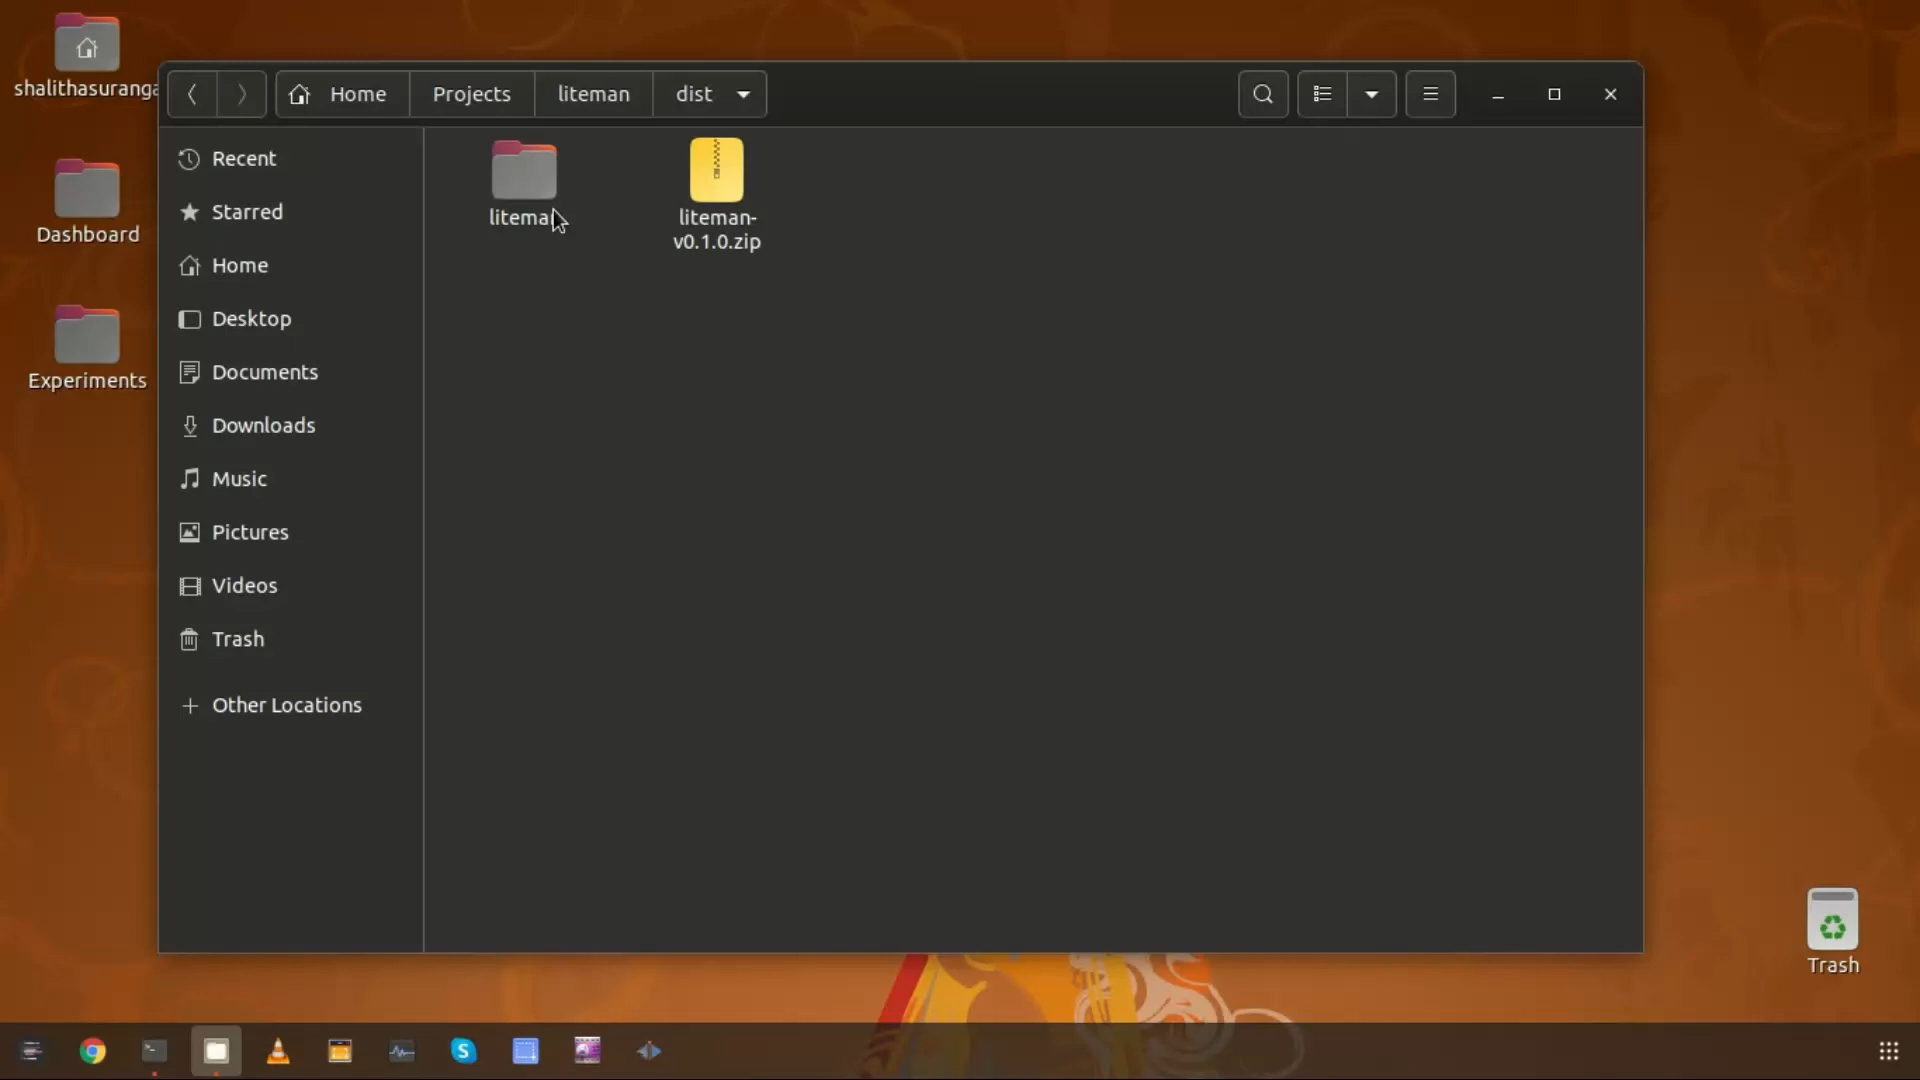 shalithasuranga
Dashboard
Experiments
Home
Projects
liteman
dist
Recent
Starred
Home
Desktop
Documents
Downloads
Music
Pictures
Videos
Trash
Other Locations
liteman-
v0.1.0.zip
Trash